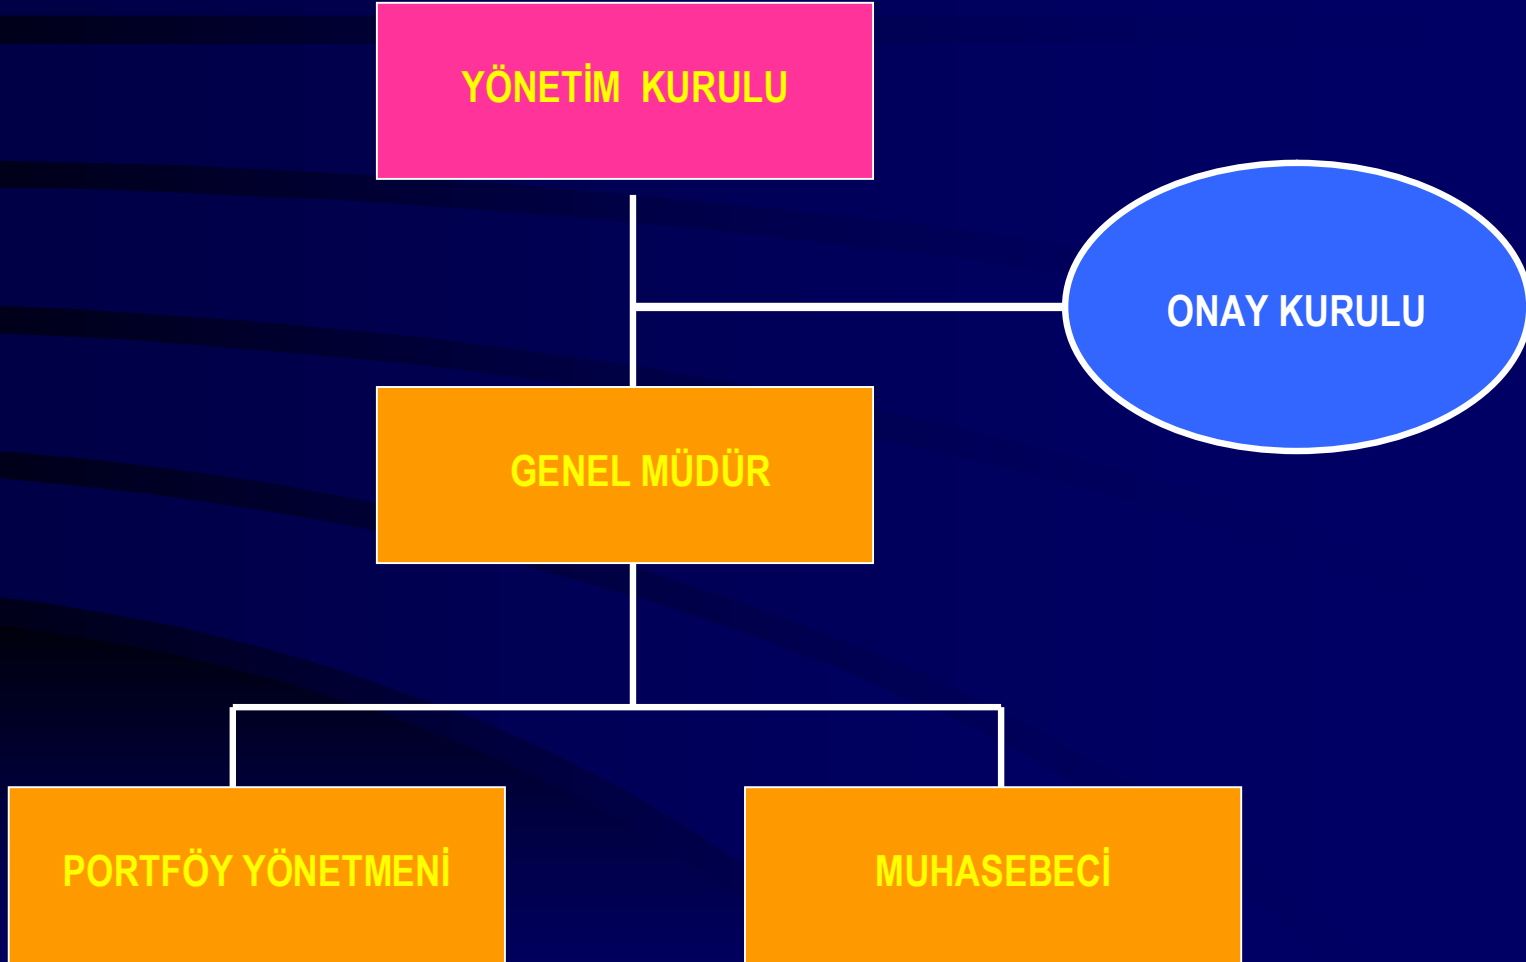 YÖNETİM KURULU
ONAY KURULU
GENEL MÜDÜR
PORTFÖY YÖNETMENİ
MUHASEBECİ